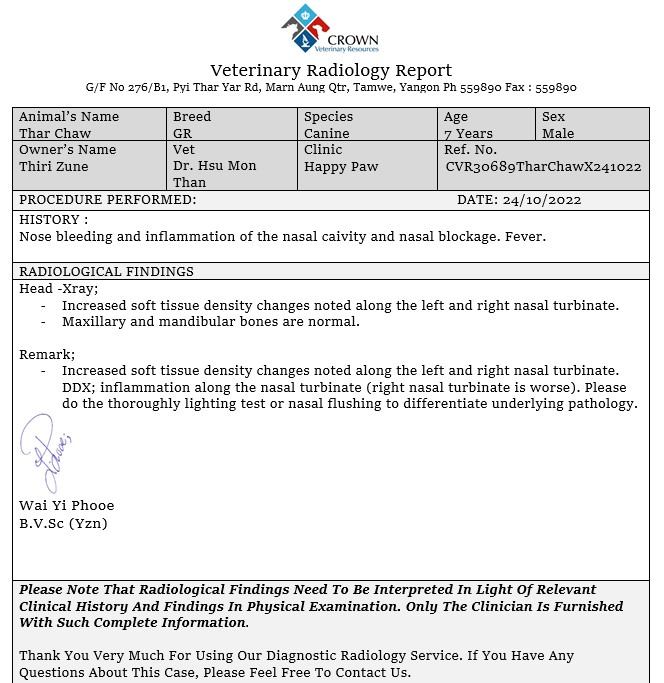 CROWN
Veterinary Resources
Veterinary Radiology Report
G/F No 276/B1, Pyi Thar Yar Rd, Marn Aung Qtr, Tamwe, Yangon Ph 559890 Fax : 559890
Animal's Name Breed Species Age Sex
Thar Chaw GR Canine 7 Years Male
Owner's Name Vet Clinic Ref. No.
Thiri Zune Dr. Hsu Mon Happy Paw CVR30689TharChawX241022
Than
PROCEDURE PERFORMED: DATE: 24/10/2022
HISTORY :
Nose bleeding and inflammation of the nasal caivity and nasal blockage. Fever.
RADIOLOGICAL FINDINGS
Head -Xray;
- Increased soft tissue density changes noted along the left and right nasal turbinate.
- Maxillary and mandibular bones are normal.
Remark;
- Increased soft tissue density changes noted along the left and right nasal turbinate.
DDX; inflammation along the nasal turbinate (right nasal turbinate is worse). Please
do the thoroughly lighting test or nasal flushing to differentiate underlying pathology.
Wai Yi Phooe
B.V.Sc (Yzn)
Please Note That Radiological Findings Need To Be Interpreted In Light Of Relevant
Clinical History And Findings In Physical Examination. Only The Clinician Is Furnished
With Such Complete Information.
Thank You Very Much For Using Our Diagnostic Radiology Service. If You Have Any
Questions About This Case, Please Feel Free To Contact Us.